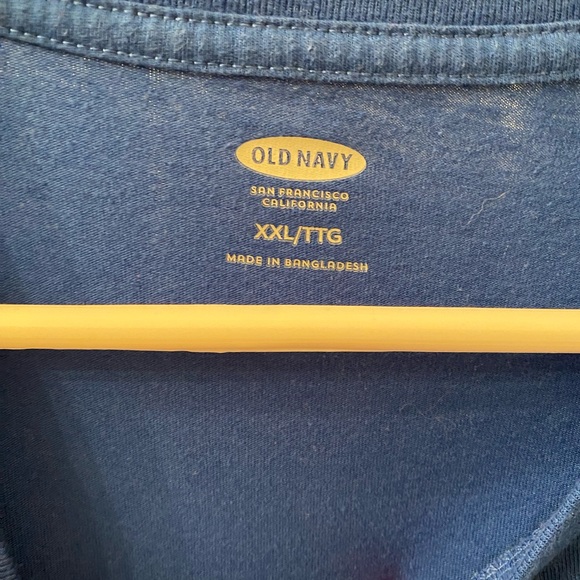 OLD NAVY
SAN FRANCISCO
CALIFORNIA
XXL/TTG
MADE IN BANGLADESH